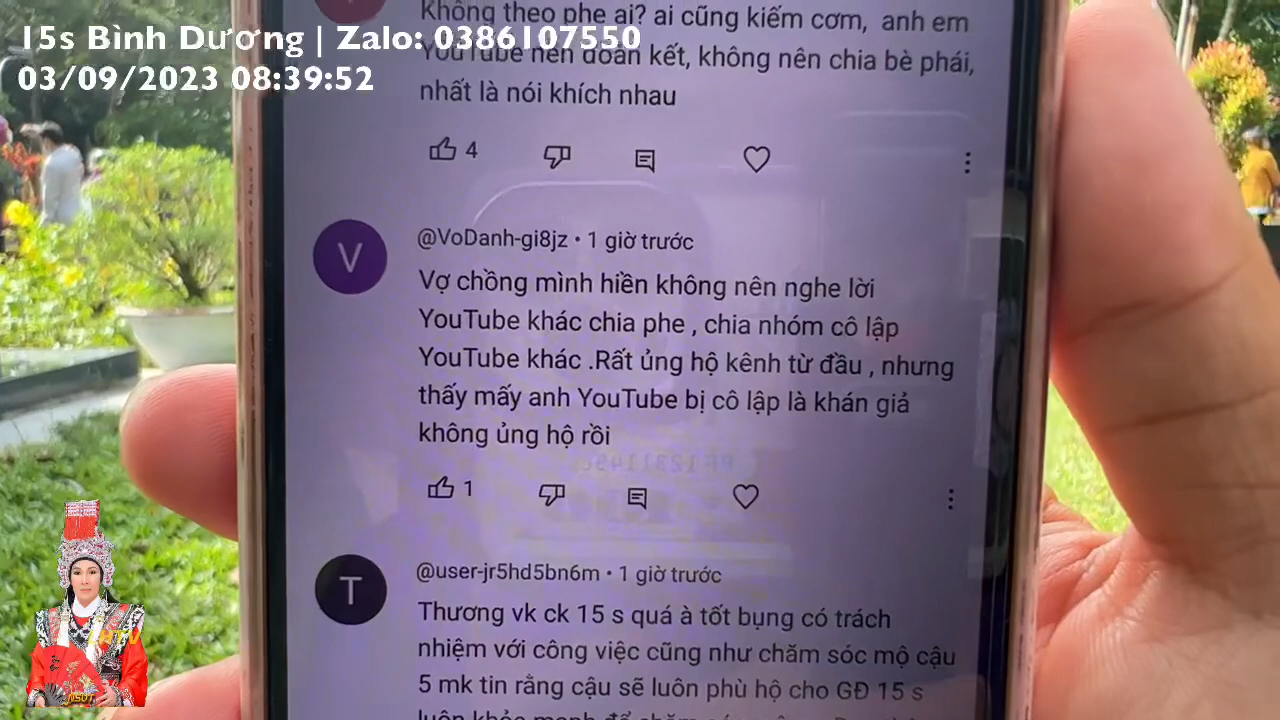 15s Bình Dương | Zalo: 0386107550
03/09/2023 08:39:52
Không theo phe ai? ai cũng kiếm cơm, anh em
YouTube nên đoàn kết, không nên chia bè phái,
nhất là nói khích nhau
4
V
@VoDanh-gi8jz • 1 giờ trước
Vợ chồng mình hiền không nên nghe lời
YouTube khác chia phe , chia nhóm cô lập
YouTube khác .Rất ủng hộ kênh từ đầu , nhưng
thấy mấy anh YouTube bị cô lập là khán giả
không ủng hộ rồi
1
T
@user-jr5hd5bn6m • 1 giờ trước
Thương vk ck 15 s quá à tốt bụng có trách
nhiệm với công việc cũng như chăm sóc mộ cậu
5 mk tin rằng cậu sẽ luôn phù hộ cho GĐ 15 s